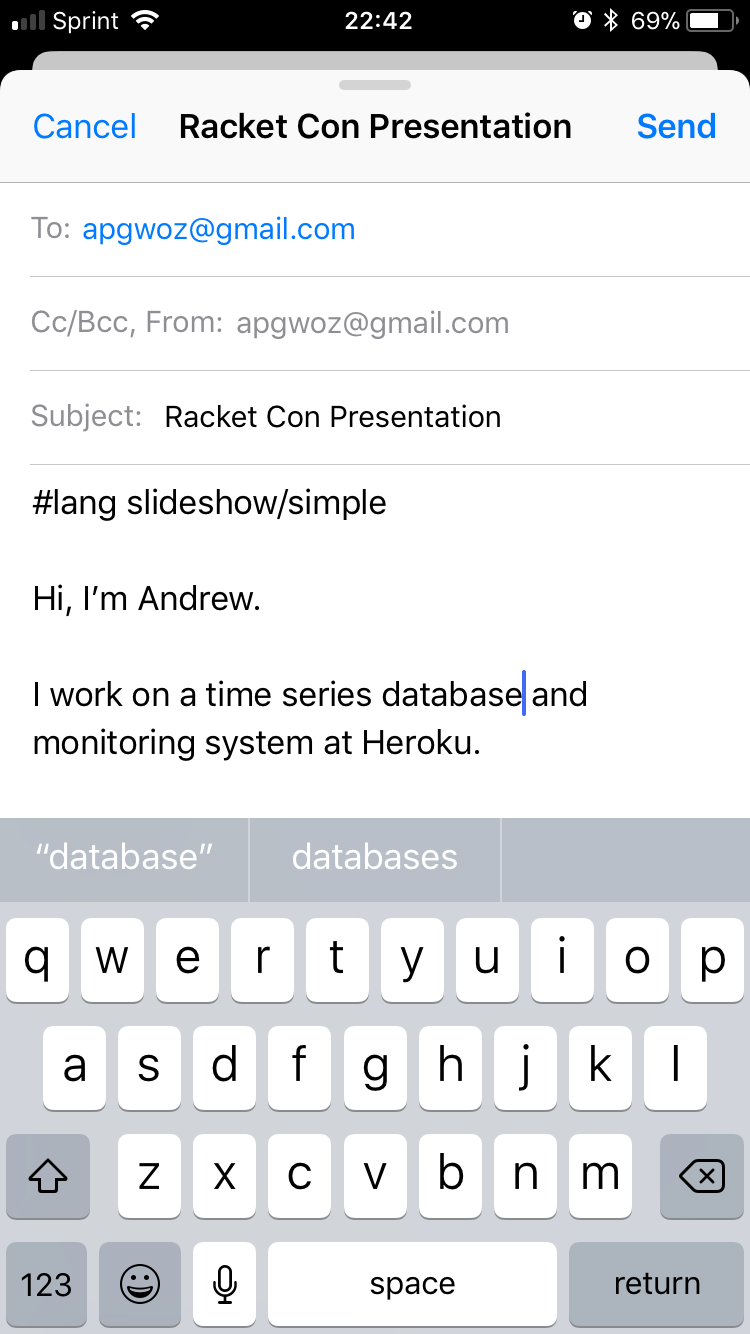 Sprint 22:42 69%
Cancel Racket Con Presentation Send
To: apgwoz@gmail.com
Cc/Bcc, From: apgwoz@gmail.com
Subject: Racket Con Presentation
#lang slideshow/simple
Hi, I’m Andrew.
I work on a time series database and
monitoring system at Heroku.
“database” databases
q w e r t y u i o p
a s d f g h j k l
z x c v b n m
123 space return